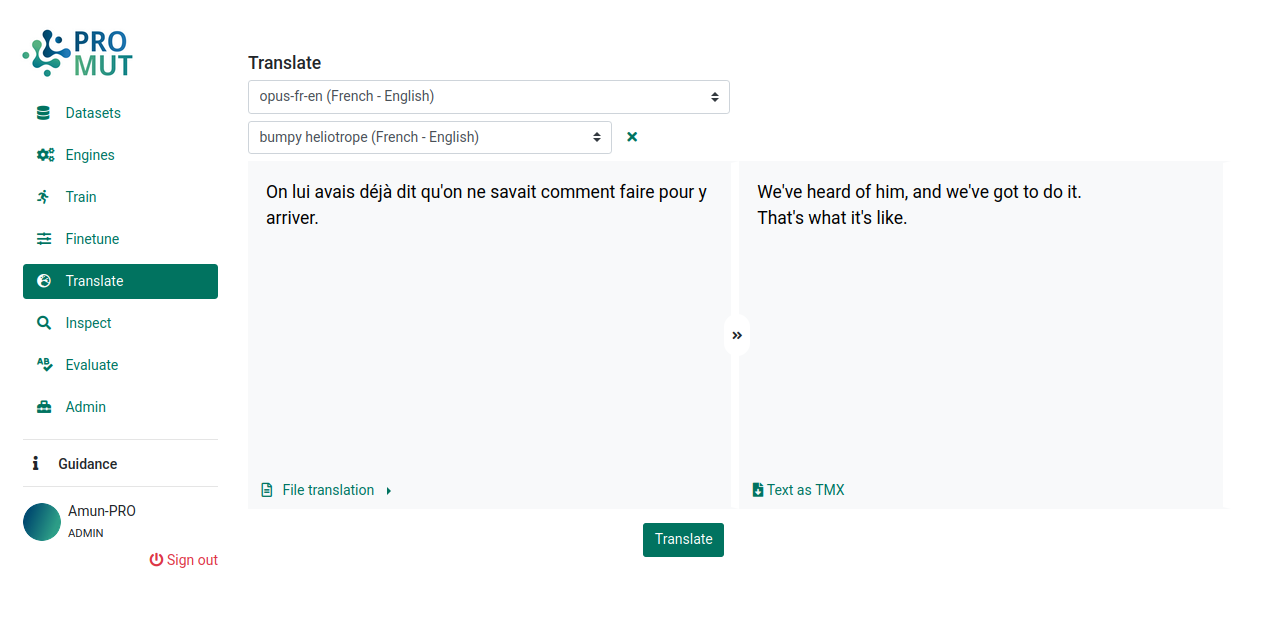 PRO
MUT
Datasets
Engines
Train
Finetune
Translate
Inspect
Evaluate
Admin
Guidance
Amun-PRO
ADMIN
Sign out
Translate
opus-fr-en (French - English)
bumpy heliotrope (French - English)
On lui avais déjà dit qu'on ne savait comment faire pour y
arriver.
File translation
We've heard of him, and we've got to do it.
That's what it's like.
Text as TMX
Translate